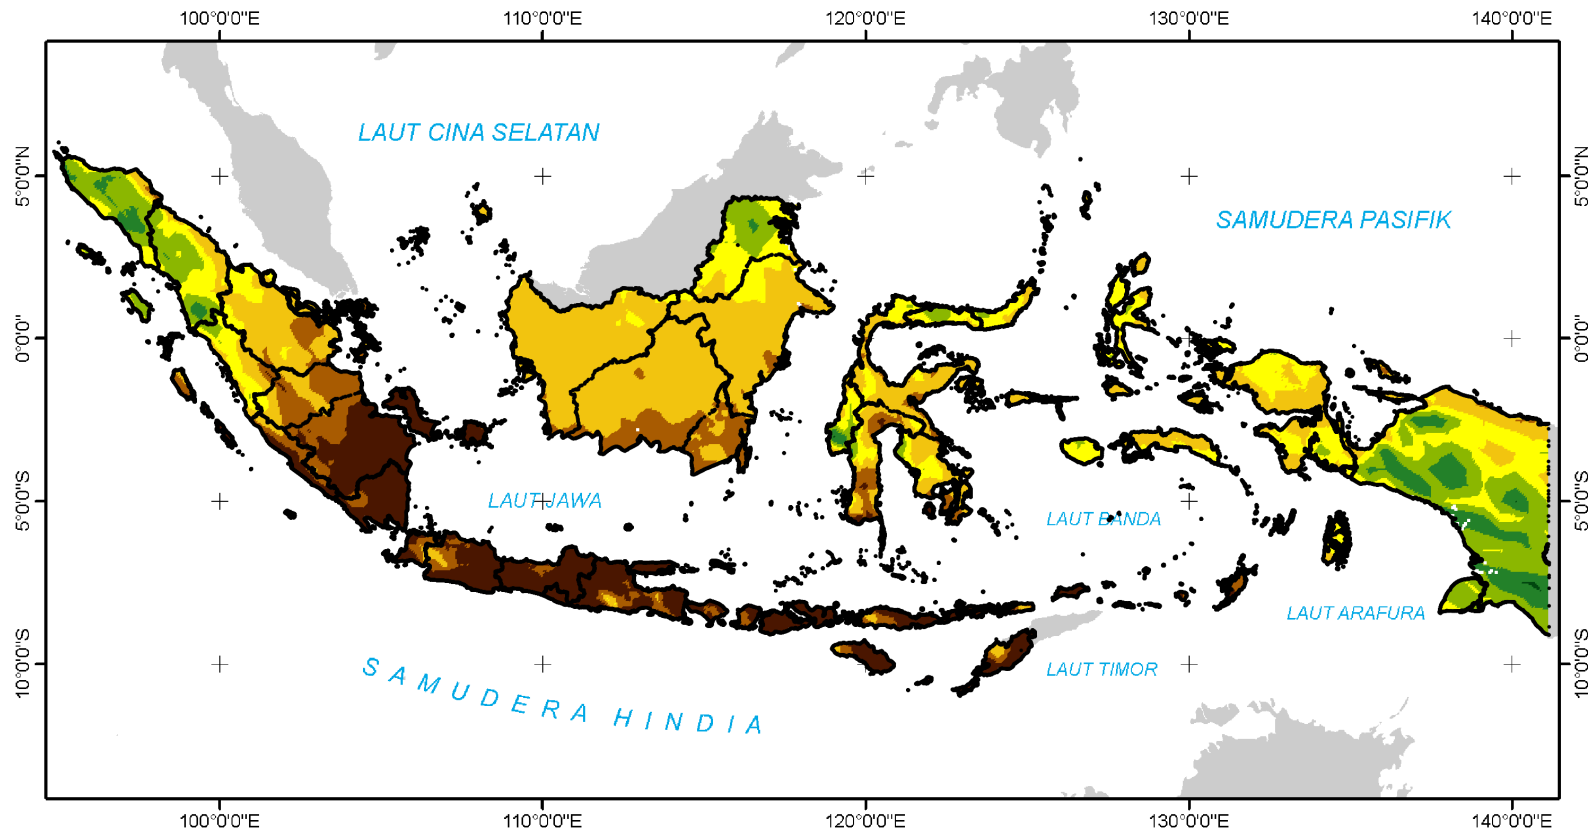 100°0'0"E 110°0'0"E 120°0'0"E 130°0'0"E 140°0'0"E
LAUT CINA SELATAN
5°0'0"N 5°0'0"N
SAMUDERA PASIFIK
0°0'0" 0°0'0"
LAUT JAWA
5°0'0"S 5°0'0"S
LAUT BANDA
LAUT ARAFURA
LAUT TIMOR
10°0'0"S 10°0'0"S
SAMUDERA HINDIA
100°0'0"E 110°0'0"E 120°0'0"E 130°0'0"E 140°0'0"E